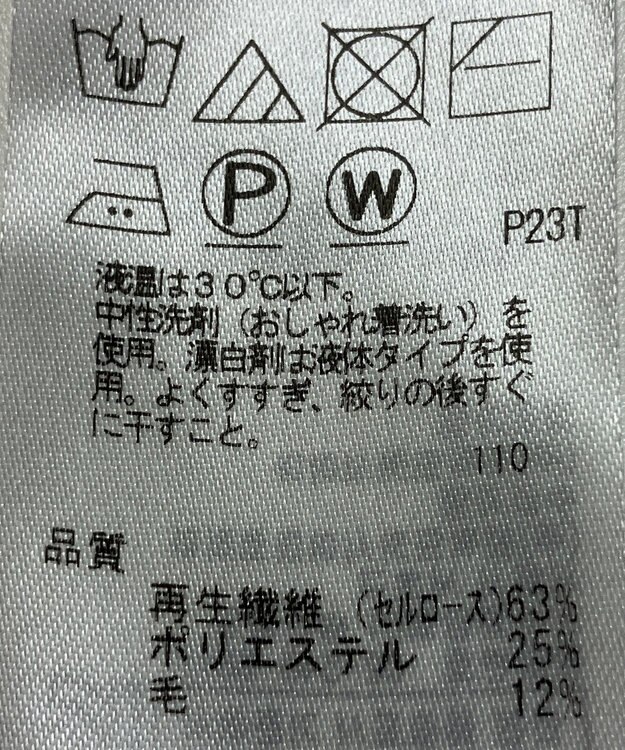 P W P23T
液温は30℃以下。
中性洗剤（おしゃれ着洗い）を
使用。漂白剤は液体タイプを使
用。よくすすぎ、絞りの後すぐ
に干すこと。
110
品質
再生繊維（セルロース）63%
ポリエステル 25%
毛 12%